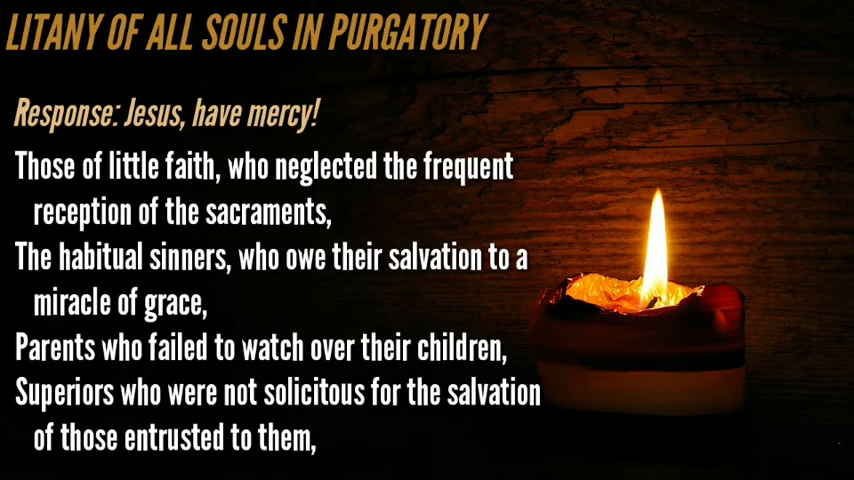 LITANY OF ALL SOULS IN PURGATORY
Response: Jesus, have mercy!
Those of little faith, who neglected the frequent
reception of the sacraments,
The habitual sinners, who owe their salvation to a
miracle of grace,
Parents who failed to watch over their children,
Superiors who were not solicitous for the salvation
of those entrusted to them,